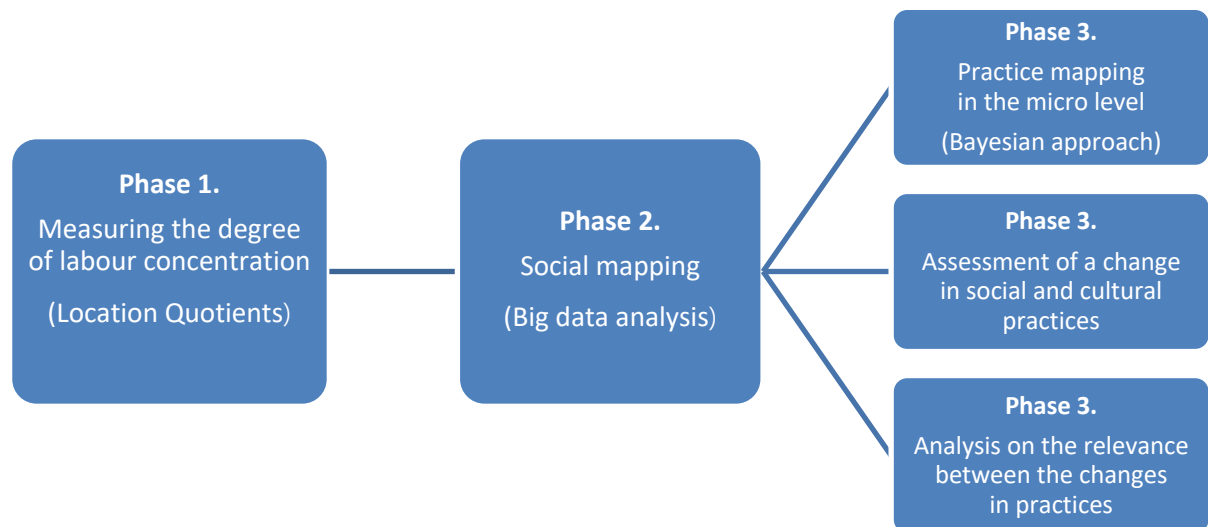 Phase 1.
Measuring the degree
of labour concentration
(Location Quotients)
Phase 2.
Social mapping
(Big data analysis)
Phase 3.
Practice mapping
in the micro level
(Bayesian approach)
Phase 3.
Assessment of a change
in social and cultural
practices
Phase 3.
Analysis on the relevance
between the changes
in practices